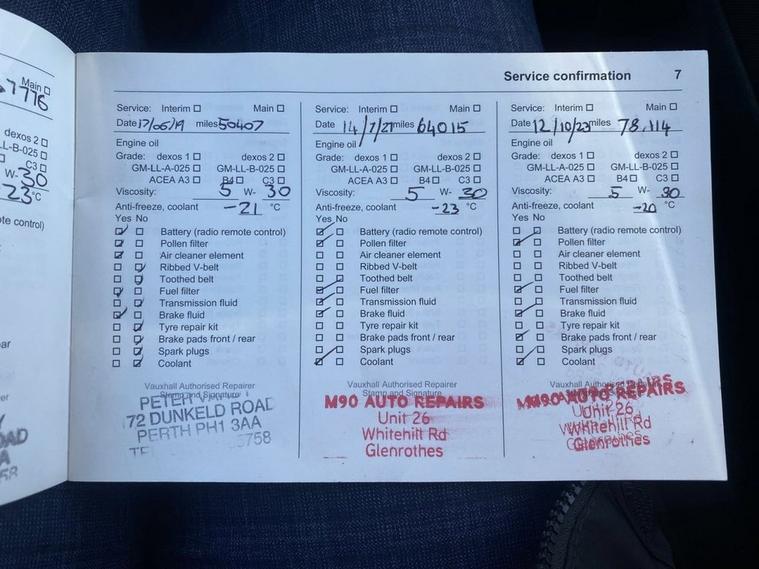 Main
7776
dexos 2
LL-B-025
C3
W-30
-23°C
ote control)
Service confirmation 7
Service: Interim Main
Date 17/06/19 miles 50407
Engine oil
Grade: dexos 1 dexos 2
GM-LL-A-025 GM-LL-B-025
ACEA A3 B4 C3
Viscosity: 5 W- 30
Anti-freeze, coolant -21 °C
Yes No
Battery (radio remote control)
Pollen filter
Air cleaner element
Ribbed V-belt
Toothed belt
Fuel filter
Transmission fluid
Brake fluid
Tyre repair kit
Brake pads front / rear
Spark plugs
Coolant
Vauxhall Authorised Repairer
Stamp and Signature
PETER
72 DUNKELD ROAD
PERTH PH1 3AA
5758
Service: Interim Main
Date 14/7/21 miles 64015
Engine oil
Grade: dexos 1 dexos 2
GM-LL-A-025 GM-LL-B-025
ACEA A3 B4 C3
Viscosity: 5 W- 30
Anti-freeze, coolant -23 °C
Yes No
Battery (radio remote control)
Pollen filter
Air cleaner element
Ribbed V-belt
Toothed belt
Fuel filter
Transmission fluid
Brake fluid
Tyre repair kit
Brake pads front / rear
Spark plugs
Coolant
Vauxhall Authorised Repairer
Stamp and Signature
M90 AUTO REPAIRS
Unit 26
Whitehill Rd
Glenrothes
Service: Interim Main
Date 12/10/23 miles 78,114
Engine oil
Grade: dexos 1 dexos 2
GM-LL-A-025 GM-LL-B-025
ACEA A3 B4 C3
Viscosity: 5 W- 30
Anti-freeze, coolant -20 °C
Yes No
Battery (radio remote control)
Pollen filter
Air cleaner element
Ribbed V-belt
Toothed belt
Fuel filter
Transmission fluid
Brake fluid
Tyre repair kit
Brake pads front / rear
Spark plugs
Coolant
Vauxhall Authorised Repairer
M90 AUTO REPAIRS
Unit 26
Whitehill Rd
Glenrothes